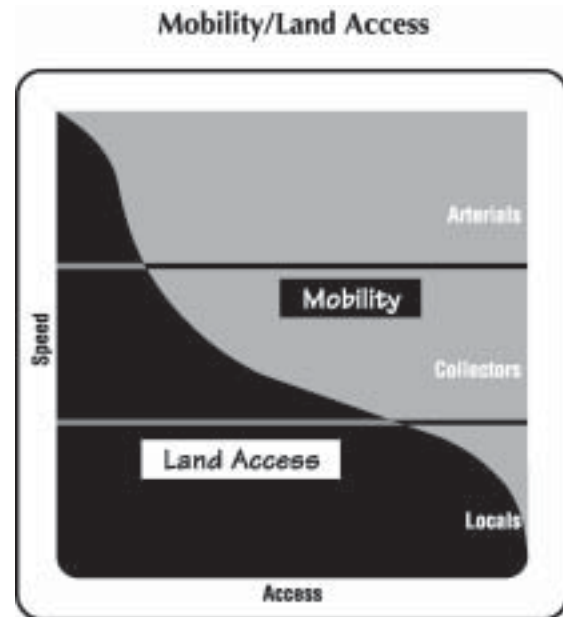 Mobility/Land Access
Arterials
Mobility
Speed
Collectors
Land Access
Locals
Access